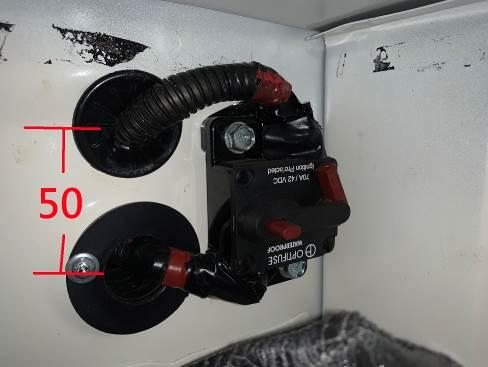 50
70A / 42 VDC
Ignition Protected
OPTIFUSE
WATERPROOF